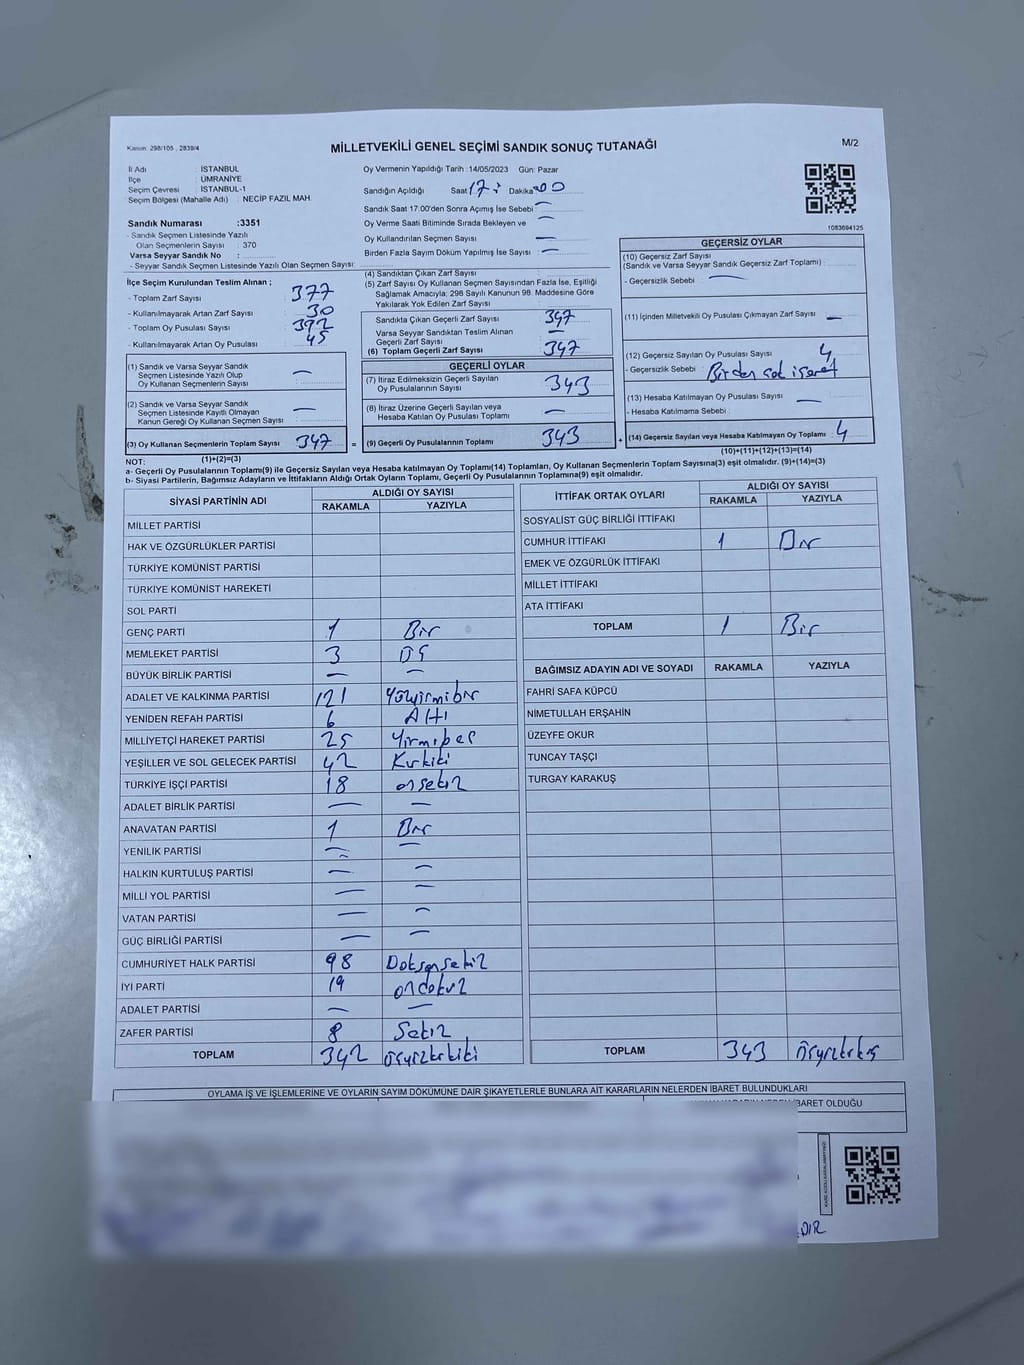 Kanun: 298/105 , 2839/4
MİLLETVEKİLİ GENEL SEÇİMİ SANDIK SONUÇ TUTANAĞI
M/2
İl Adı : İSTANBUL
İlçe : ÜMRANİYE
Seçim Çevresi : İSTANBUL-1
Seçim Bölgesi (Mahalle Adı) : NECİP FAZIL MAH.
Sandık Numarası :3351
- Sandık Seçmen Listesinde Yazılı
Olan Seçmenlerin Sayısı : 370
Varsa Seyyar Sandık No :
- Seyyar Sandık Seçmen Listesinde Yazılı Olan Seçmen Sayısı:
Oy Vermenin Yapıldığı Tarih : 14/05/2023 Gün: Pazar
Sandığın Açıldığı Saat 17 : Dakika 00
Sandık Saat 17:00'den Sonra Açımış İse Sebebi : —
Oy Verme Saati Bitiminde Sırada Bekleyen ve —
Oy Kullandırılan Seçmen Sayısı —
Birden Fazla Sayım Döküm Yapılmış İse Sayısı : —
1083694125
İlçe Seçim Kurulundan Teslim Alınan ;
- Toplam Zarf Sayısı 377
- Kullanılmayarak Artan Zarf Sayısı 30
- Toplam Oy Pusulası Sayısı 392
- Kullanılmayarak Artan Oy Pusulası 45
(1) Sandık ve Varsa Seyyar Sandık
Seçmen Listesinde Yazılı Olup
Oy Kullanan Seçmenlerin Sayısı : —
(2) Sandık ve Varsa Seyyar Sandık
Seçmen Listesinde Kayıtlı Olmayan
Kanun Gereği Oy Kullanan Seçmen Sayısı : —
(3) Oy Kullanan Seçmenlerin Toplam Sayısı 347
(1)+(2)=(3)
(4) Sandıktan Çıkan Zarf Sayısı :
(5) Zarf Sayısı Oy Kullanan Seçmen Sayısından Fazla İse, Eşitliği
Sağlamak Amacıyla; 298 Sayılı Kanunun 98. Maddesine Göre
Yakılarak Yok Edilen Zarf Sayısı :
Sandıkta Çıkan Geçerli Zarf Sayısı 347
Varsa Seyyar Sandıktan Teslim Alınan
Geçerli Zarf Sayısı : —
(6) Toplam Geçerli Zarf Sayısı 347
GEÇERLİ OYLAR
(7) İtiraz Edilmeksizin Geçerli Sayılan
Oy Pusulalarının Sayısı 343
(8) İtiraz Üzerine Geçerli Sayılan veya
Hesaba Katılan Oy Pusulası Toplamı —
= (9) Geçerli Oy Pusulalarının Toplamı 343
GEÇERSİZ OYLAR
(10) Geçersiz Zarf Sayısı
(Sandık ve Varsa Seyyar Sandık Geçersiz Zarf Toplamı) :
- Geçersizlik Sebebi : —
(11) İçinden Milletvekili Oy Pusulası Çıkmayan Zarf Sayısı : —
(12) Geçersiz Sayılan Oy Pusulası Sayısı 4
- Geçersizlik Sebebi : Birden çok işaret
(13) Hesaba Katılmayan Oy Pusulası Sayısı —
- Hesaba Katılmama Sebebi :
+ (14) Geçersiz Sayılan veya Hesaba Katılmayan Oy Toplamı 4
(10)+(11)+(12)+(13)=(14)
NOT:
a- Geçerli Oy Pusulalarının Toplamı(9) ile Geçersiz Sayılan veya Hesaba katılmayan Oy Toplamı(14) Toplamları, Oy Kullanan Seçmenlerin Toplam Sayısına(3) eşit olmalıdır. (9)+(14)=(3)
b- Siyasi Partilerin, Bağımsız Adayların ve İttifakların Aldığı Oyların Toplamı, Geçerli Oy Pusulalarının Toplamına(9) eşit olmalıdır.
SİYASİ PARTİNİN ADI ALDIĞI OY SAYISI
RAKAMLA YAZIYLA
MİLLET PARTİSİ
HAK VE ÖZGÜRLÜKLER PARTİSİ
TÜRKİYE KOMÜNİST PARTİSİ
TÜRKİYE KOMÜNİST HAREKETİ
SOL PARTİ
GENÇ PARTİ 1 Bir
MEMLEKET PARTİSİ 3 Üç
BÜYÜK BİRLİK PARTİSİ — —
ADALET VE KALKINMA PARTİSİ 121 Yüzyirmibir
YENİDEN REFAH PARTİSİ 6 Altı
MİLLİYETÇİ HAREKET PARTİSİ 25 Yirmibeş
YEŞİLLER VE SOL GELECEK PARTİSİ 42 Kırkiki
TÜRKİYE İŞÇİ PARTİSİ 18 onsekiz
ADALET BİRLİK PARTİSİ — —
ANAVATAN PARTİSİ 1 Bir
YENİLİK PARTİSİ — —
HALKIN KURTULUŞ PARTİSİ — —
MİLLİ YOL PARTİSİ — —
VATAN PARTİSİ — —
GÜÇ BİRLİĞİ PARTİSİ — —
CUMHURİYET HALK PARTİSİ 98 Doksansekiz
İYİ PARTİ 19 ondokuz
ADALET PARTİSİ — —
ZAFER PARTİSİ 8 Sekiz
TOPLAM 342 üçyüzkırkiki
İTTİFAK ORTAK OYLARI ALDIĞI OY SAYISI
RAKAMLA YAZIYLA
SOSYALİST GÜÇ BİRLİĞİ İTTİFAKI
CUMHUR İTTİFAKI 1 Bir
EMEK VE ÖZGÜRLÜK İTTİFAKI
MİLLET İTTİFAKI
ATA İTTİFAKI
TOPLAM 1 Bir
BAĞIMSIZ ADAYIN ADI VE SOYADI RAKAMLA YAZIYLA
FAHRİ SAFA KÜPCÜ
NİMETULLAH ERŞAHİN
ÜZEYFE OKUR
TUNCAY TAŞÇI
TURGAY KARAKUŞ
TOPLAM 343 üçyüzkırküç
OYLAMA İŞ VE İŞLEMLERİNE VE OYLARIN SAYIM DÖKÜMÜNE DAİR ŞİKAYETLERLE BUNLARA AİT KARARLARIN NELERDEN İBARET BULUNDUKLARI
İBARET OLDUĞU